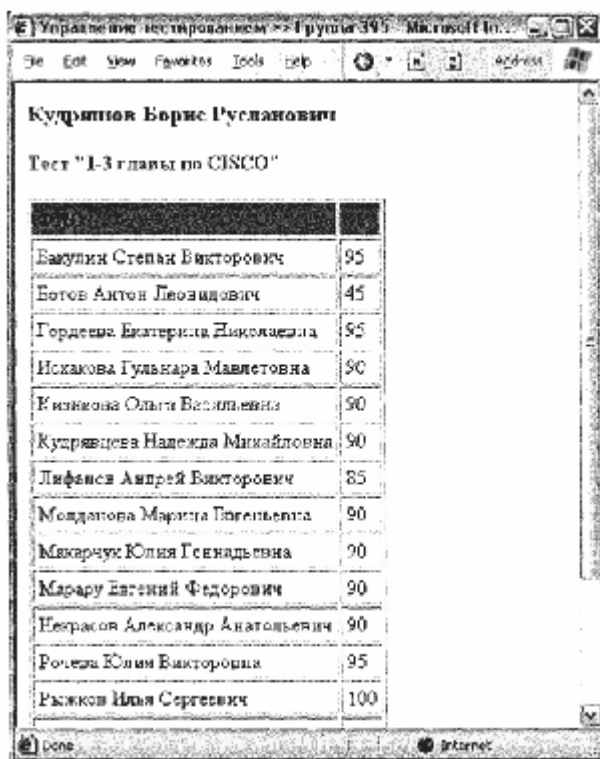 Управление тестированием >> Группа 395 - Microsoft In...
File Edit View Favorites Tools Help Address
Кудряшов Борис Русланович
Тест "1-3 главы по CISCO"
Бакулин Степан Викторович 95
Ботов Антон Леонидович 45
Гордеева Екатерина Николаевна 95
Искакова Гульнара Мавлетовна 90
Кизикова Ольга Васильевна 90
Кудрявцева Надежда Михайловна 90
Лифанов Андрей Викторович 85
Молданова Марина Евгеньевна 90
Макарчук Юлия Геннадьевна 90
Марару Евгений Федорович 90
Некрасов Александр Анатольевич 90
Рочева Юлия Викторовна 95
Рыжков Илья Сергеевич 100
Done Internet